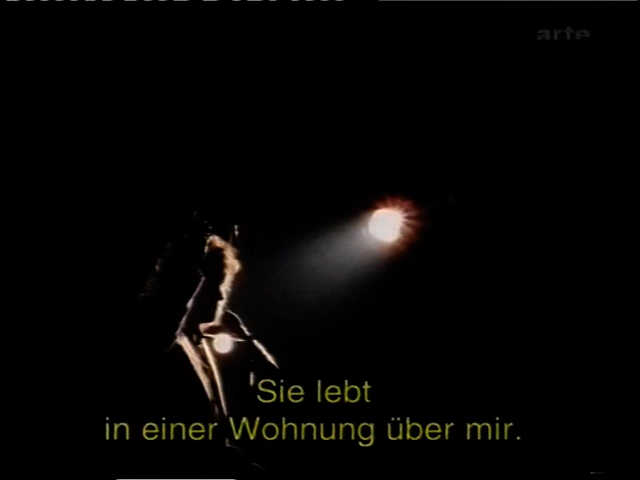 arte
Sie lebt
in einer Wohnung über mir.